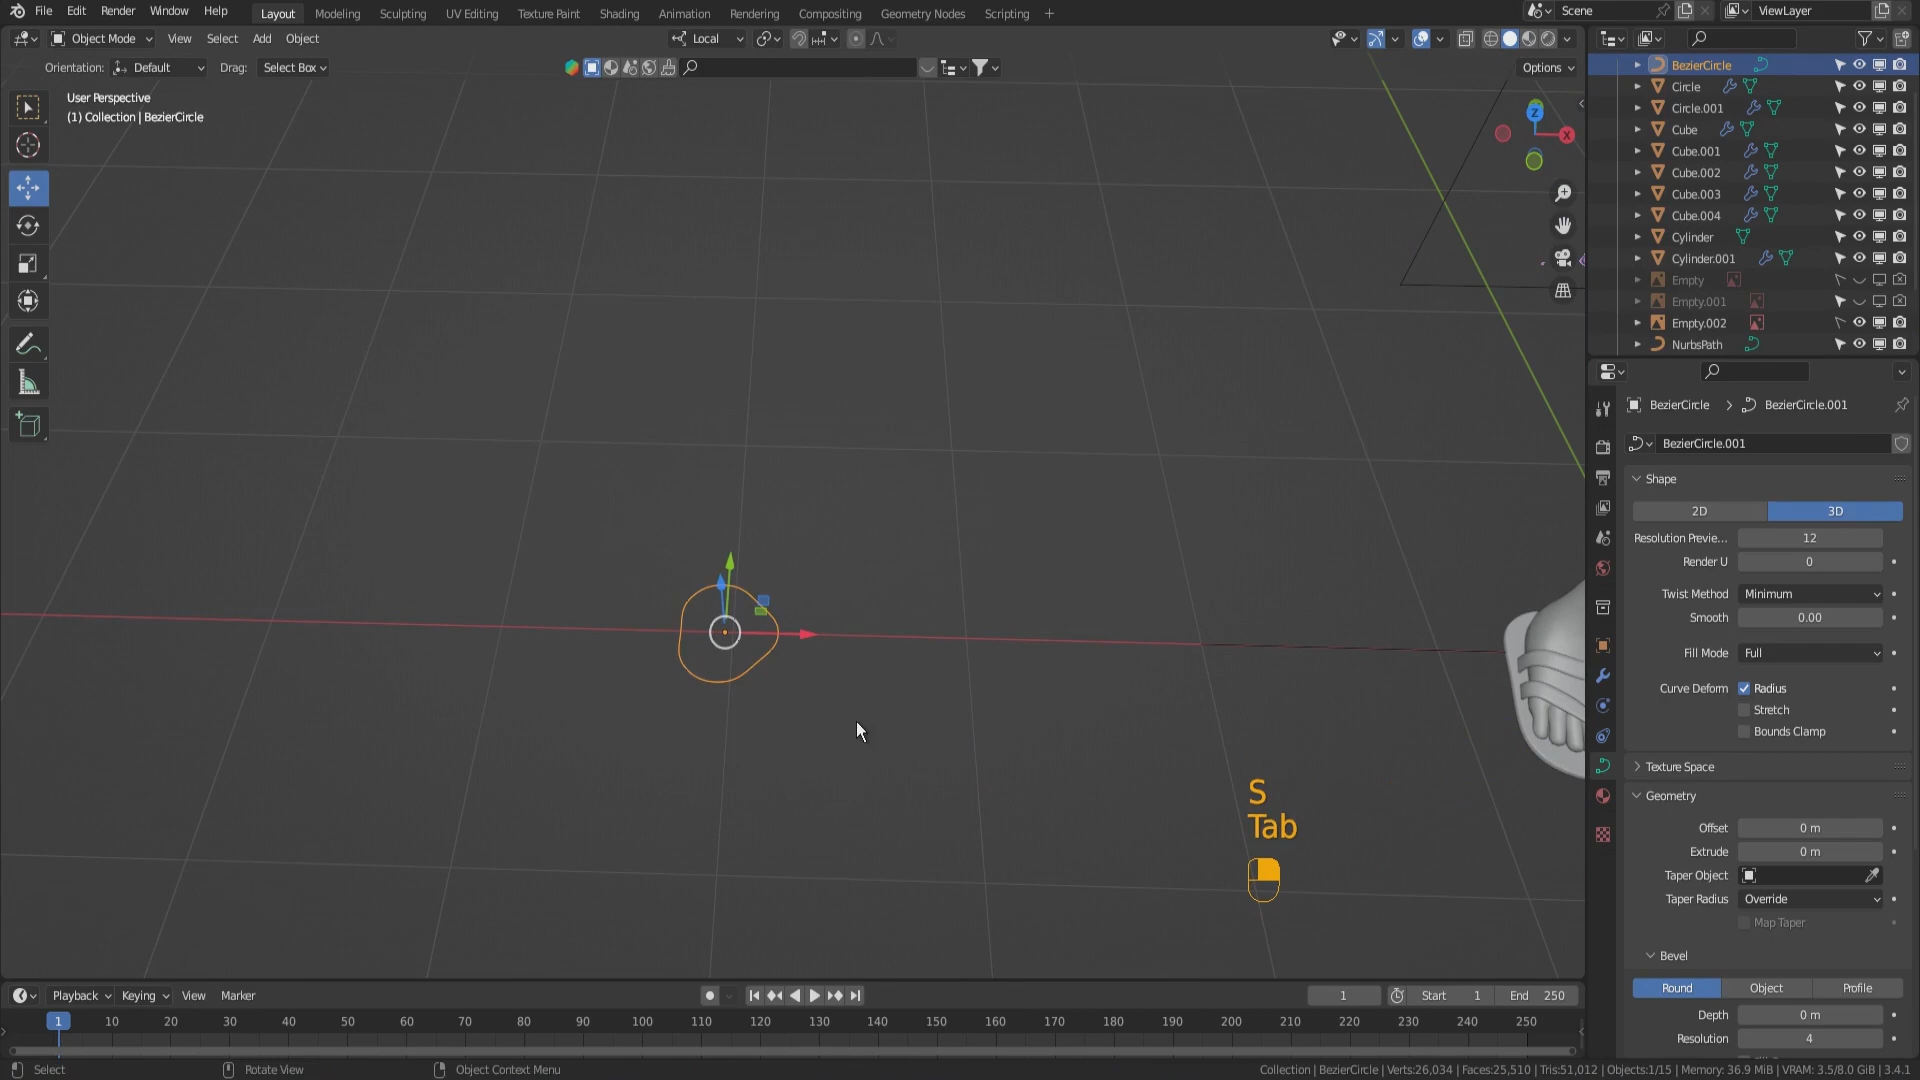 File Edit Render Window Help Layout Modeling Sculpting UV Editing Texture Paint Shading Animation Rendering Compositing Geometry Nodes Scripting + Scene ViewLayer
Object Mode View Select Add Object Local
Orientation: Default Drag: Select Box Options
User Perspective
(1) Collection | BezierCircle
Z
X
BezierCircle
Circle
Circle.001
Cube
Cube.001
Cube.002
Cube.003
Cube.004
Cylinder
Cylinder.001
Empty
Empty.001
Empty.002
NurbsPath
BezierCircle > BezierCircle.001
BezierCircle.001
Shape
2D 3D
Resolution Previe... 12
Render U 0
Twist Method Minimum
Smooth 0.00
Fill Mode Full
Curve Deform Radius
Stretch
Bounds Clamp
Texture Space
Geometry
Offset 0 m
Extrude 0 m
Taper Object
Taper Radius Override
Map Taper
Bevel
Round Object Profile
Depth 0 m
Resolution 4
S
Tab
Playback Keying View Marker 1 Start 1 End 250
1 10 20 30 40 50 60 70 80 90 100 110 120 130 140 150 160 170 180 190 200 210 220 230 240 250
Select Rotate View Object Context Menu Collection | BezierCircle | Verts:26,034 | Faces:25,510 | Tris:51,012 | Objects:1/15 | Memory: 36.9 MiB | VRAM: 3.5/8.0 GiB | 3.4.1